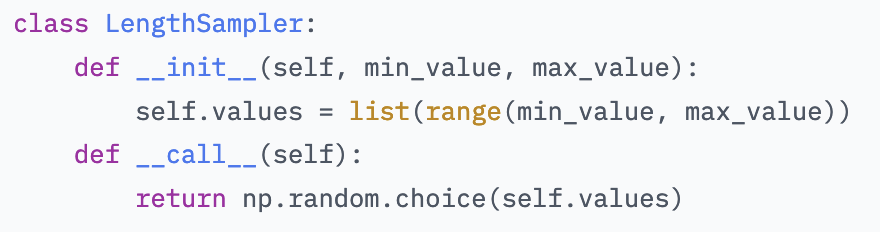 class LengthSampler:
    def __init__(self, min_value, max_value):
        self.values = list(range(min_value, max_value))
    def __call__(self):
        return np.random.choice(self.values)